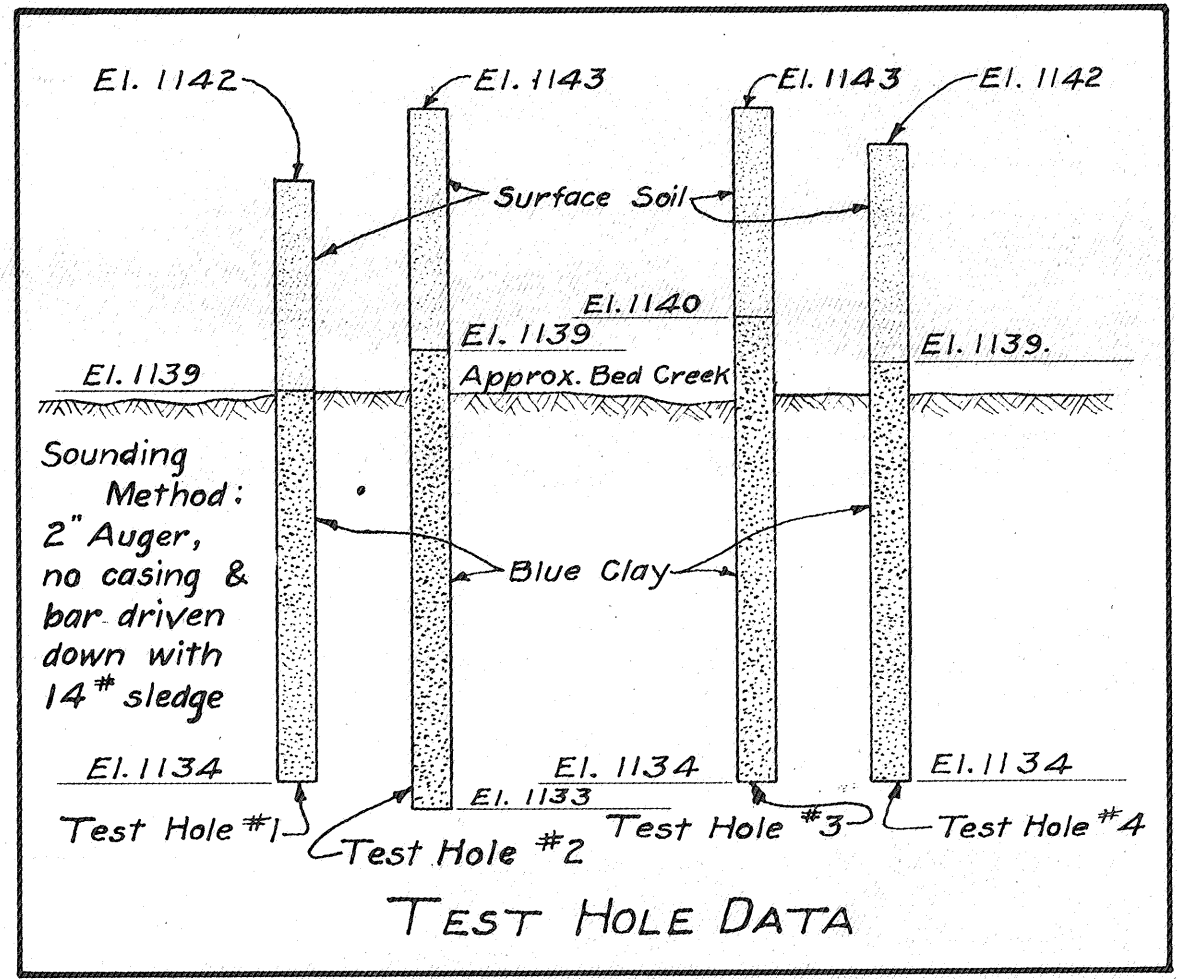 El. 1142
El. 1143
El. 1143
El. 1142
Surface Soil
El. 1140
El. 1139
El. 1139.
El. 1139
Approx. Bed Creek
Sounding
Method:
2" Auger,
no casing &
bar driven
down with
14# sledge
Blue Clay
El. 1134
El. 1134
El. 1134
El. 1133
Test Hole #1
Test Hole #2
Test Hole #3
Test Hole #4
TEST HOLE DATA